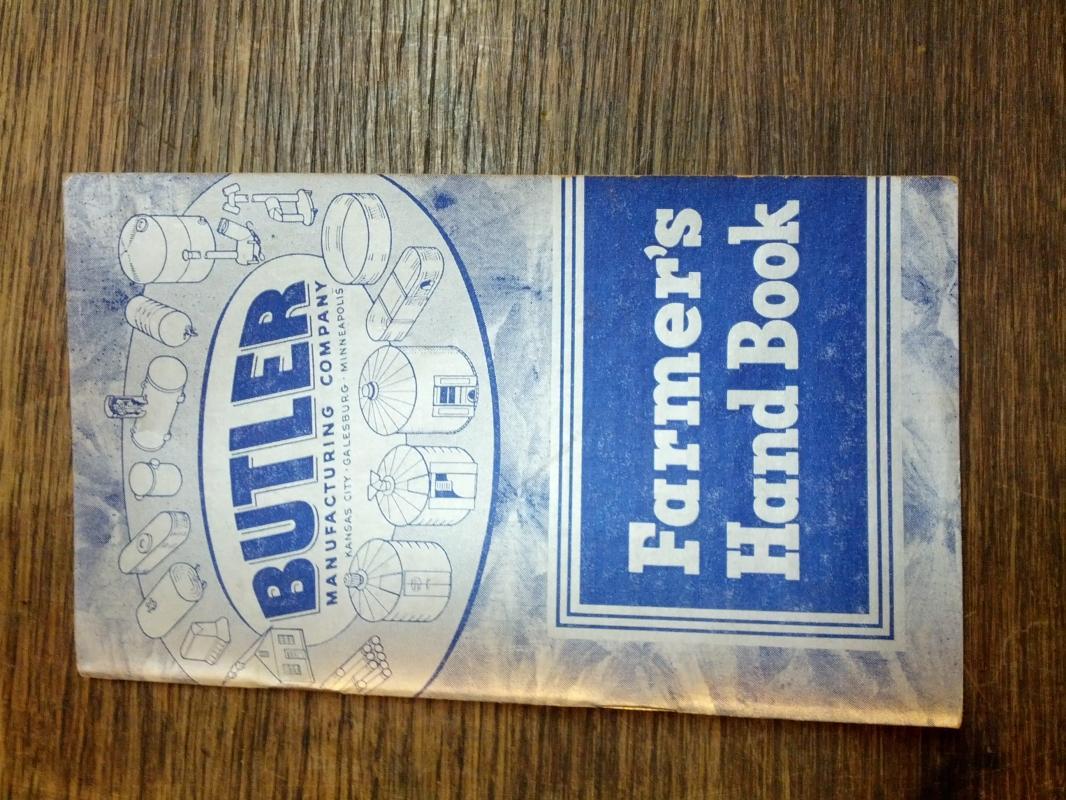 BUTLER
MANUFACTURING COMPANY
KANSAS CITY · GALESBURG · MINNEAPOLIS
Farmer's
Hand Book